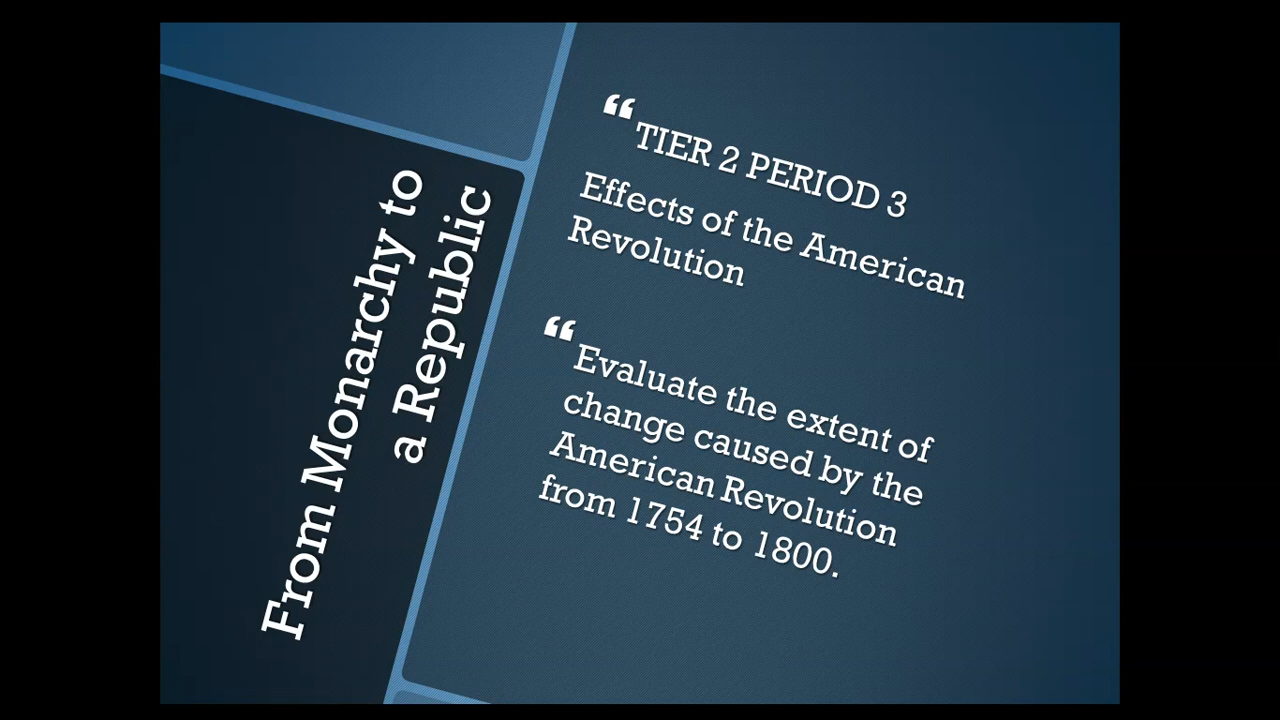 From Monarchy to
a Republic
“TIER 2 PERIOD 3
Effects of the American
Revolution
“Evaluate the extent of
change caused by the
American Revolution
from 1754 to 1800.